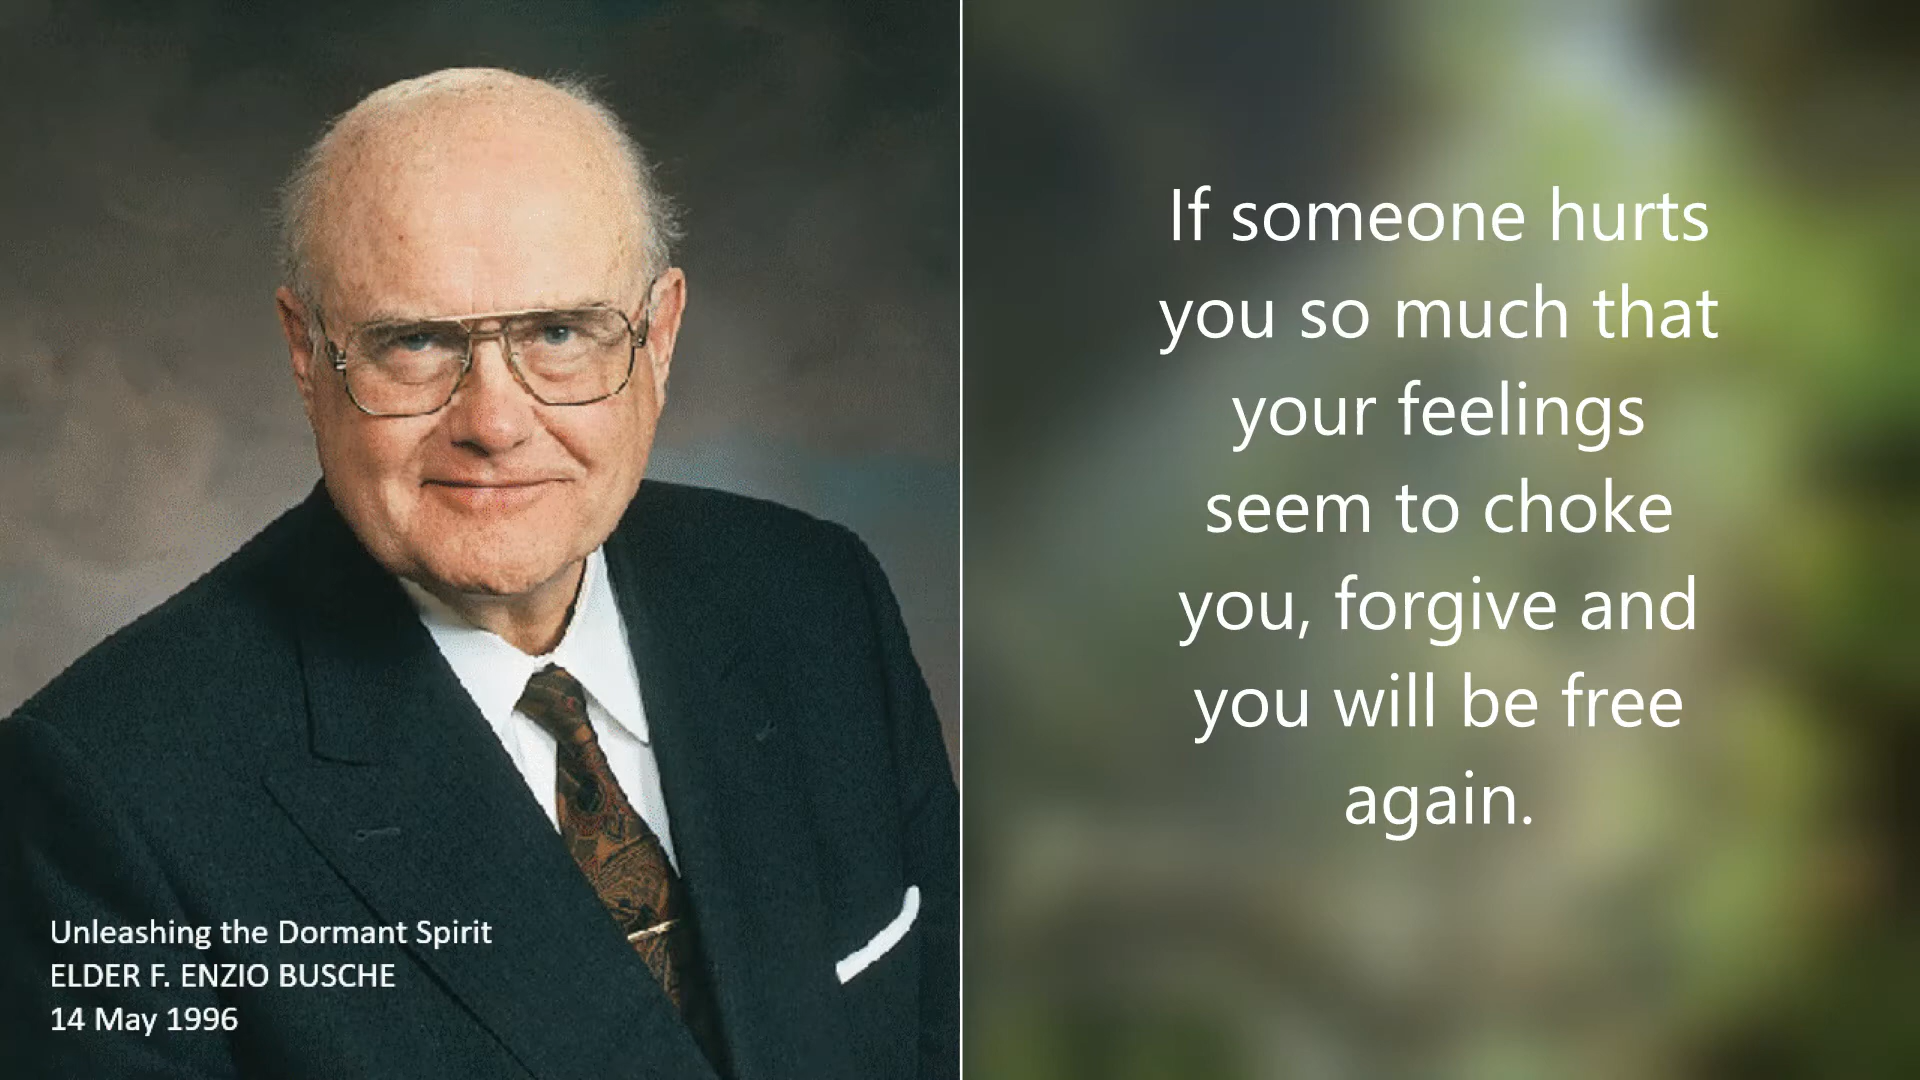 If someone hurts
you so much that
your feelings
seem to choke
you, forgive and
you will be free
again.
Unleashing the Dormant Spirit
ELDER F. ENZIO BUSCHE
14 May 1996